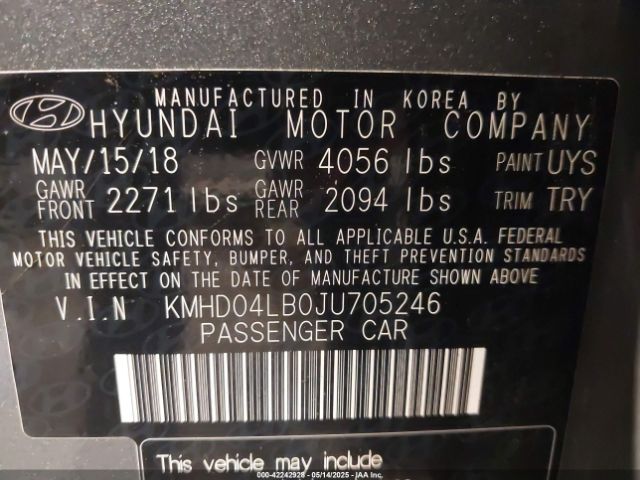 MANUFACTURED IN KOREA BY
HYUNDAI MOTOR COMPANY
MAY/15/18 GVWR 4056 lbs PAINT UYS
GAWR FRONT 2271 lbs GAWR REAR 2094 lbs TRIM TRY
THIS VEHICLE CONFORMS TO ALL APPLICABLE U.S.A. FEDERAL
MOTOR VEHICLE SAFETY, BUMPER, AND THEFT PREVENTION STANDARDS
IN EFFECT ON THE DATE OF MANUFACTURE SHOWN ABOVE
V.I.N KMHD04LB0JU705246
PASSENGER CAR
This vehicle may include
000-42242928 - 05/14/2025 - IAA Inc.